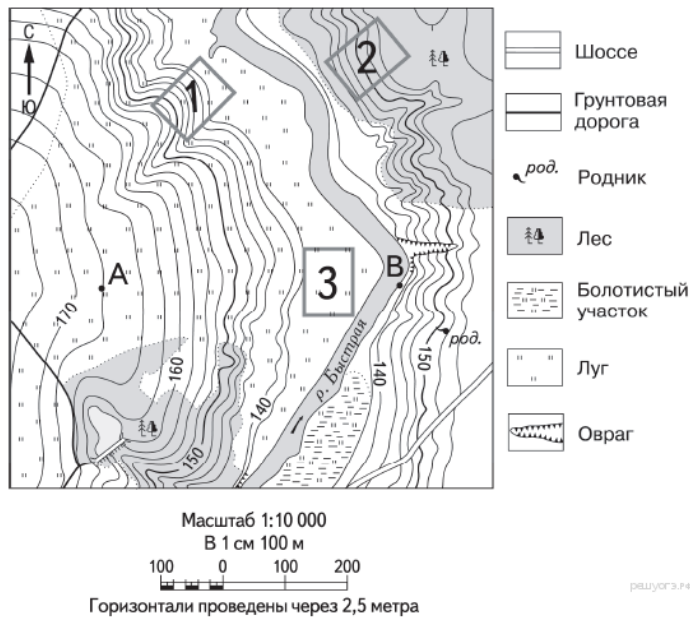 С
Ю
1
2
3
А
В
170
160
150
140
140
150
род.
р. Быстрая
Шоссе
Грунтовая
дорога
род.
Родник
Лес
Болотистый
участок
Луг
Овраг
Масштаб 1:10 000
В 1 см 100 м
100 0 100 200
Горизонтали проведены через 2,5 метра
решуогэ.рф